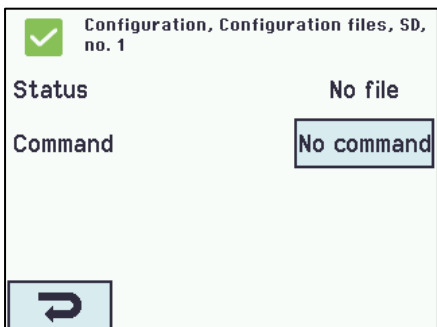 Configuration, Configuration files, SD,
no. 1
Status No file
Command No command